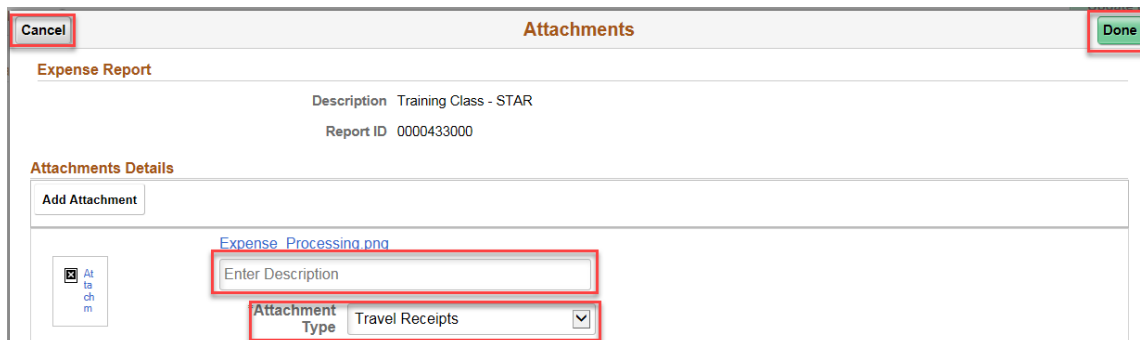 Cancel
Attachments
Done
Expense Report
Description Training Class - STAR
Report ID 0000433000
Attachments Details
Add Attachment
Expense_Processing.png
At
ta
ch
m
Enter Description
*Attachment
Type
Travel Receipts